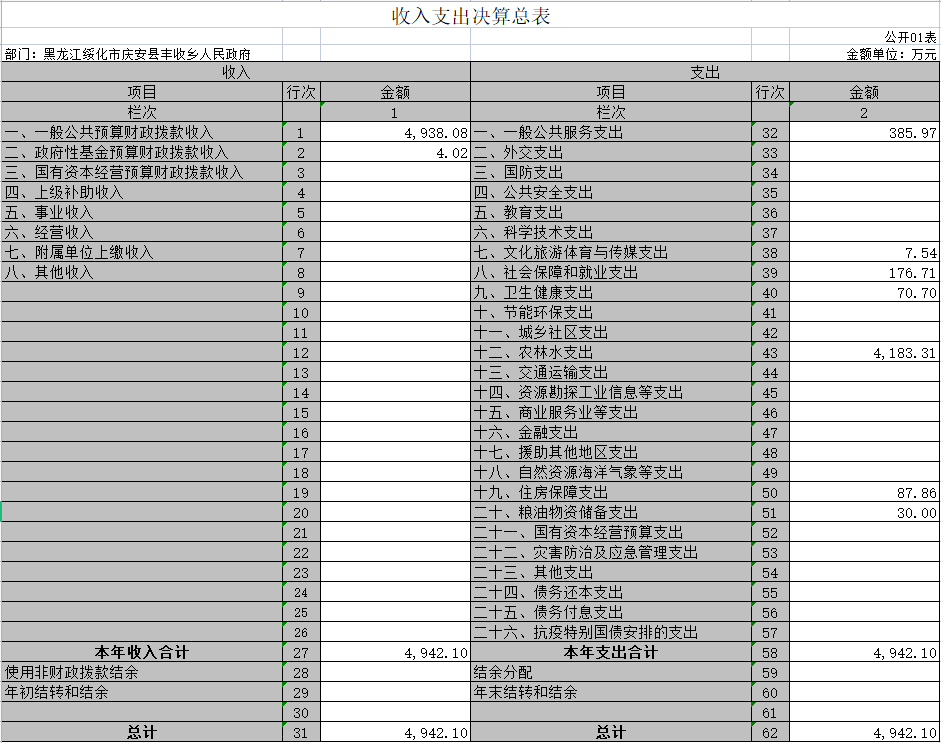 收入支出决算总表
公开01表
部门：黑龙江绥化市庆安县丰收乡人民政府 金额单位：万元
收入 支出
项目 行次 金额 项目 行次 金额
栏次 1 栏次 2
一、一般公共预算财政拨款收入 1 4,938.08 一、一般公共服务支出 32 385.97
二、政府性基金预算财政拨款收入 2 4.02 二、外交支出 33
三、国有资本经营预算财政拨款收入 3 三、国防支出 34
四、上级补助收入 4 四、公共安全支出 35
五、事业收入 5 五、教育支出 36
六、经营收入 6 六、科学技术支出 37
七、附属单位上缴收入 7 七、文化旅游体育与传媒支出 38 7.54
八、其他收入 8 八、社会保障和就业支出 39 176.71
9 九、卫生健康支出 40 70.70
10 十、节能环保支出 41
11 十一、城乡社区支出 42
12 十二、农林水支出 43 4,183.31
13 十三、交通运输支出 44
14 十四、资源勘探工业信息等支出 45
15 十五、商业服务业等支出 46
16 十六、金融支出 47
17 十七、援助其他地区支出 48
18 十八、自然资源海洋气象等支出 49
19 十九、住房保障支出 50 87.86
20 二十、粮油物资储备支出 51 30.00
21 二十一、国有资本经营预算支出 52
22 二十二、灾害防治及应急管理支出 53
23 二十三、其他支出 54
24 二十四、债务还本支出 55
25 二十五、债务付息支出 56
26 二十六、抗疫特别国债安排的支出 57
本年收入合计 27 4,942.10 本年支出合计 58 4,942.10
使用非财政拨款结余 28 结余分配 59
年初结转和结余 29 年末结转和结余 60
30 61
总计 31 4,942.10 总计 62 4,942.10